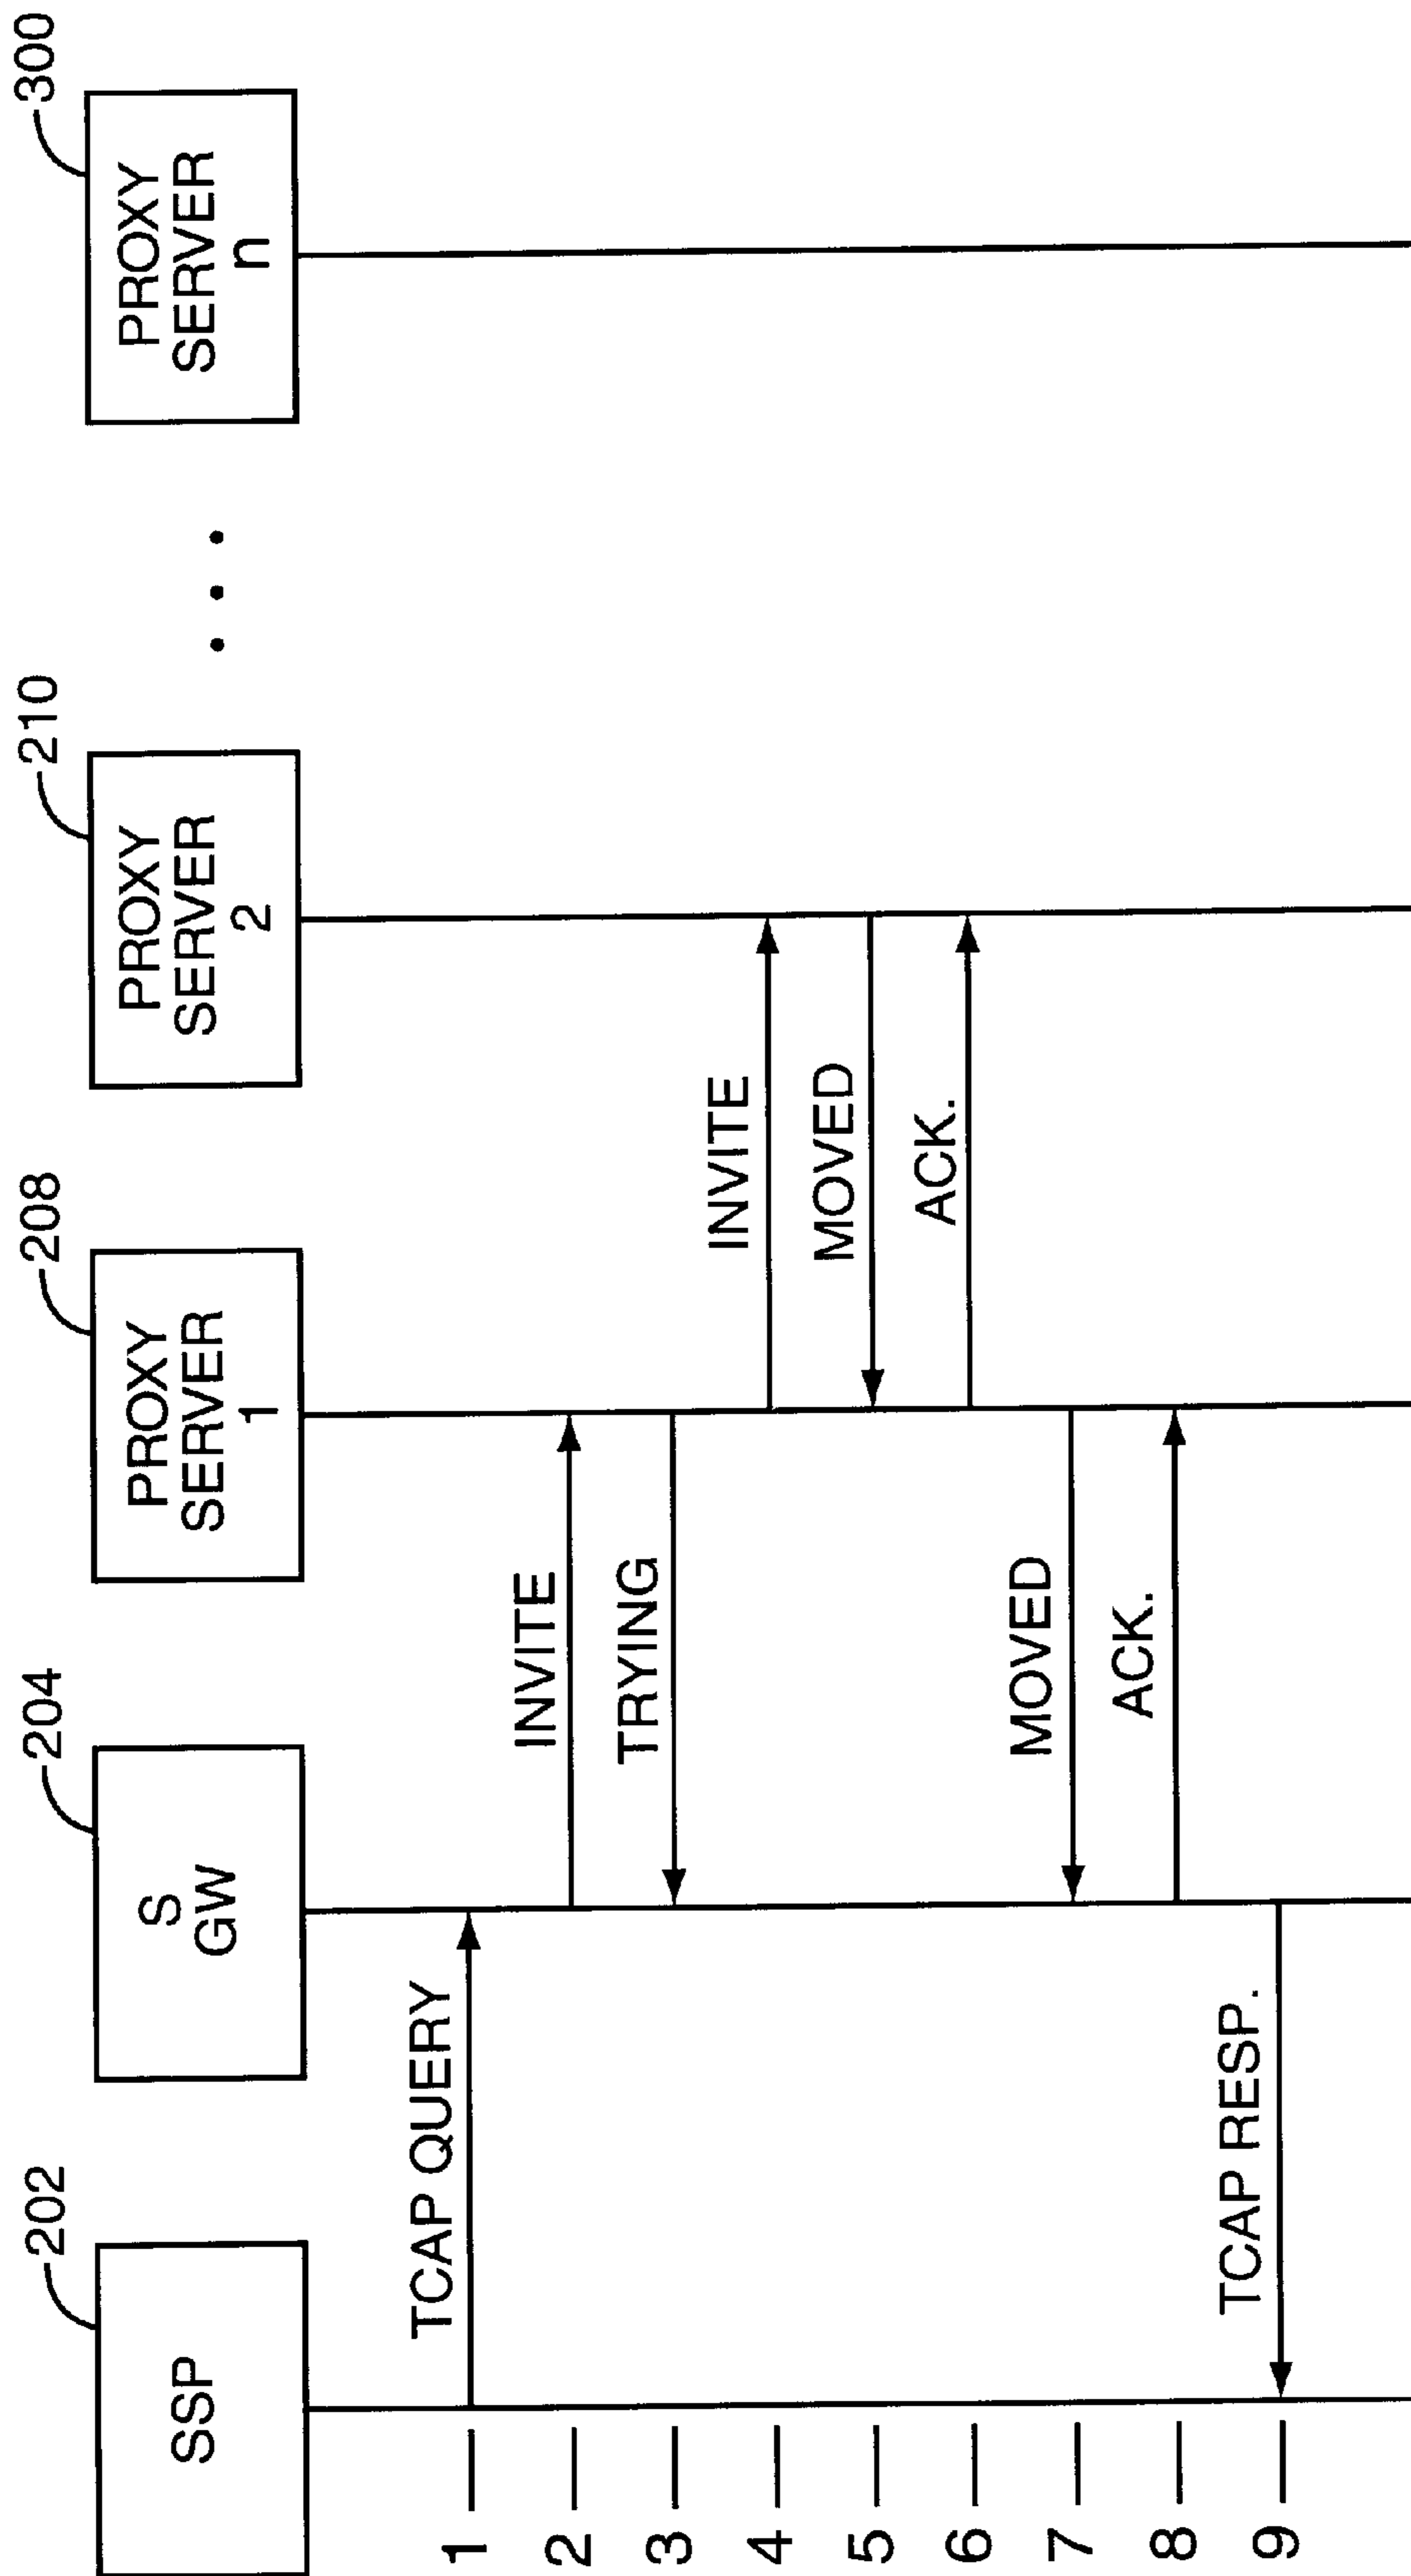 202
SSP
204
S
GW
208
PROXY
SERVER
1
210
PROXY
SERVER
2
. . .
300
PROXY
SERVER
n
1
TCAP QUERY
2
INVITE
3
TRYING
4
INVITE
5
MOVED
6
ACK.
7
MOVED
8
ACK.
9
TCAP RESP.